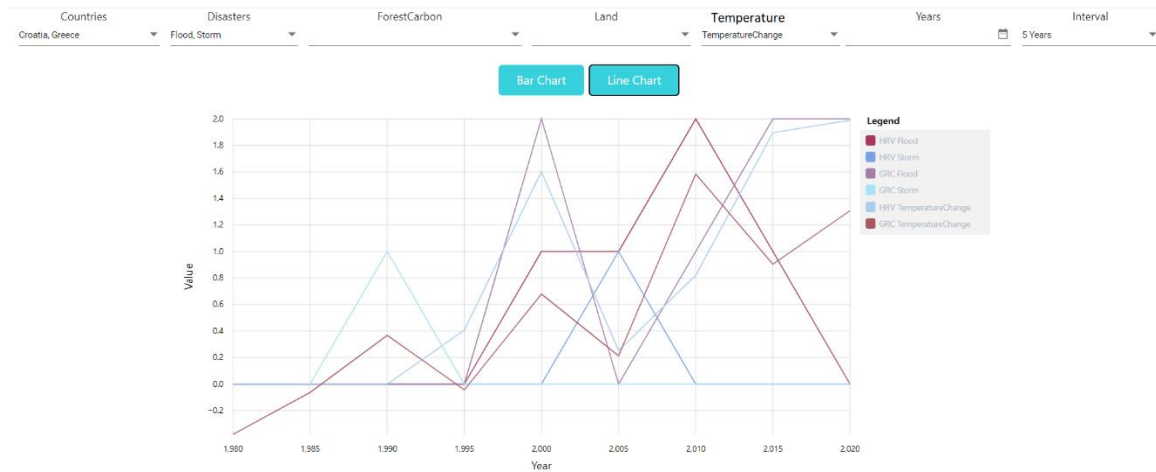 Countries Disasters ForestCarbon Land Temperature Years Interval
Croatia, Greece Flood, Storm TemperatureChange 5 Years
Bar Chart Line Chart
Legend
HRV Flood
HRV Storm
GRC Flood
GRC Storm
HRV TemperatureChange
GRC TemperatureChange
Value
2.0
1.8
1.6
1.4
1.2
1.0
0.8
0.6
0.4
0.2
0.0
−0.2
1,980 1,985 1,990 1,995 2,000 2,005 2,010 2,015 2,020
Year